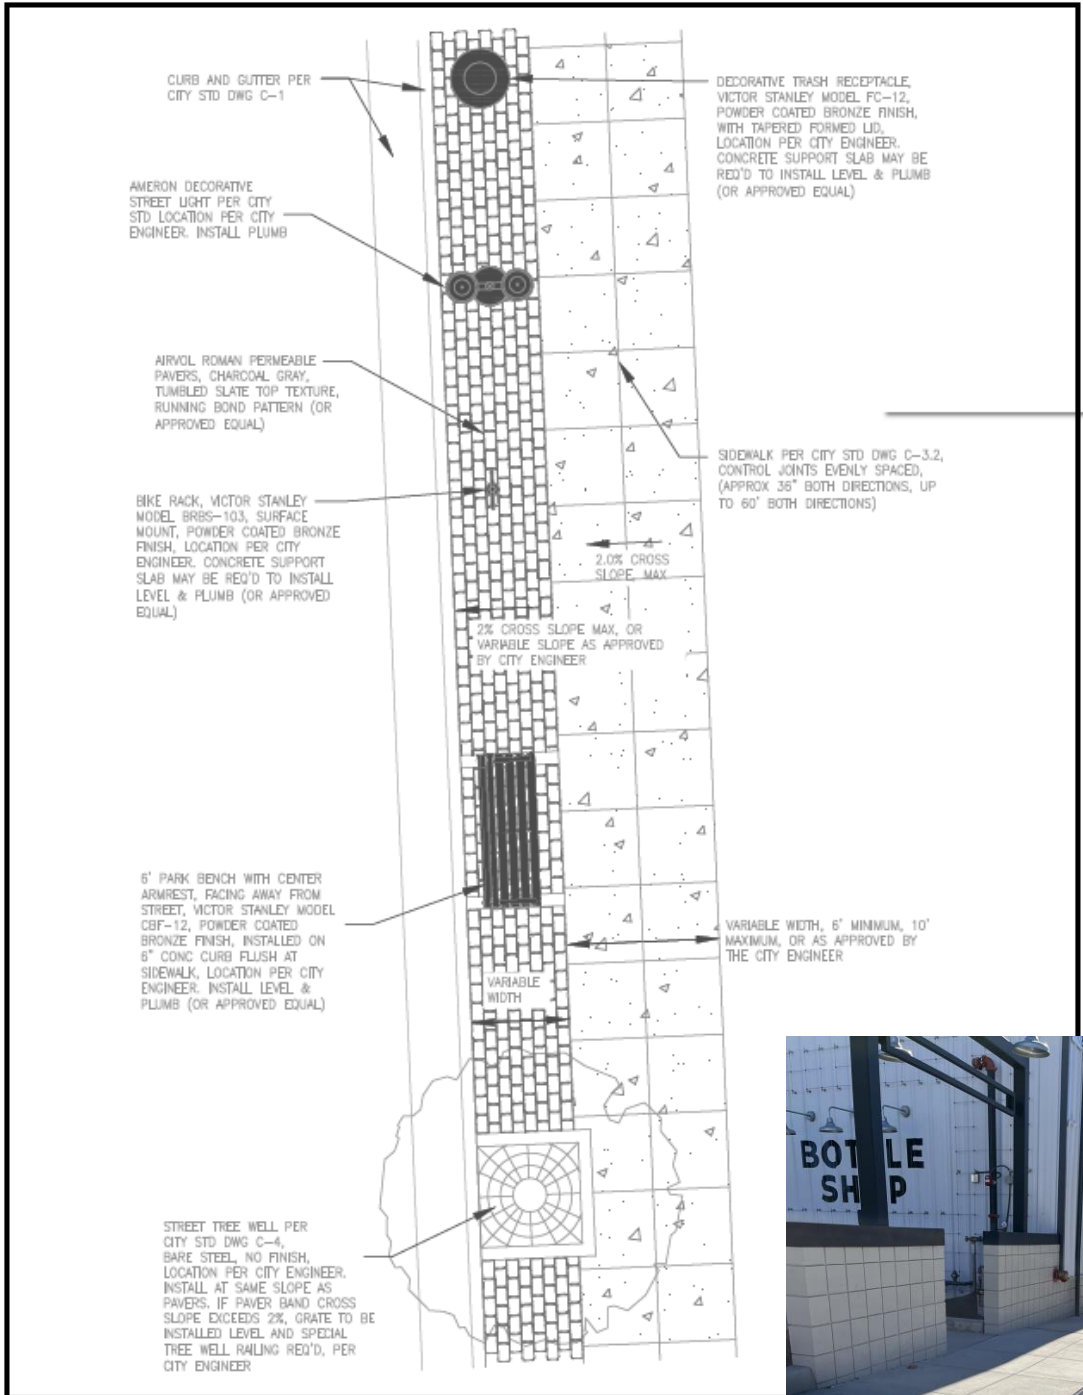 CURB AND GUTTER PER
CITY STD DWG C-1
DECORATIVE TRASH RECEPTACLE,
VICTOR STANLEY MODEL FC-12,
POWDER COATED BRONZE FINISH,
WITH TAPERED FORMED LID,
LOCATION PER CITY ENGINEER.
CONCRETE SUPPORT SLAB MAY BE
REQ'D TO INSTALL LEVEL & PLUMB
(OR APPROVED EQUAL)
AMERON DECORATIVE
STREET LIGHT PER CITY
STD LOCATION PER CITY
ENGINEER. INSTALL PLUMB
AIRVOL ROMAN PERMEABLE
PAVERS, CHARCOAL GRAY,
TUMBLED SLATE TOP TEXTURE,
RUNNING BOND PATTERN (OR
APPROVED EQUAL)
SIDEWALK PER CITY STD DWG C-3.2,
CONTROL JOINTS EVENLY SPACED,
(APPROX 36" BOTH DIRECTIONS, UP
TO 60' BOTH DIRECTIONS)
BIKE RACK, VICTOR STANLEY
MODEL BRBS-103, SURFACE
MOUNT, POWDER COATED BRONZE
FINISH, LOCATION PER CITY
ENGINEER. CONCRETE SUPPORT
SLAB MAY BE REQ'D TO INSTALL
LEVEL & PLUMB (OR APPROVED
EQUAL)
2.0% CROSS
SLOPE, MAX
2% CROSS SLOPE MAX, OR
VARIABLE SLOPE AS APPROVED
BY CITY ENGINEER
6' PARK BENCH WITH CENTER
ARMREST, FACING AWAY FROM
STREET, VICTOR STANLEY MODEL
CBF-12, POWDER COATED
BRONZE FINISH, INSTALLED ON
6" CONC CURB FLUSH AT
SIDEWALK, LOCATION PER CITY
ENGINEER. INSTALL LEVEL &
PLUMB (OR APPROVED EQUAL)
VARIABLE WIDTH, 6' MINIMUM, 10'
MAXIMUM, OR AS APPROVED BY
THE CITY ENGINEER
VARIABLE
WIDTH
STREET TREE WELL PER
CITY STD DWG C-4,
BARE STEEL, NO FINISH,
LOCATION PER CITY ENGINEER.
INSTALL AT SAME SLOPE AS
PAVERS. IF PAVER BAND CROSS
SLOPE EXCEEDS 2%, GRATE TO BE
INSTALLED LEVEL AND SPECIAL
TREE WELL RAILING REQ'D, PER
CITY ENGINEER
BOTTLE
SHOP